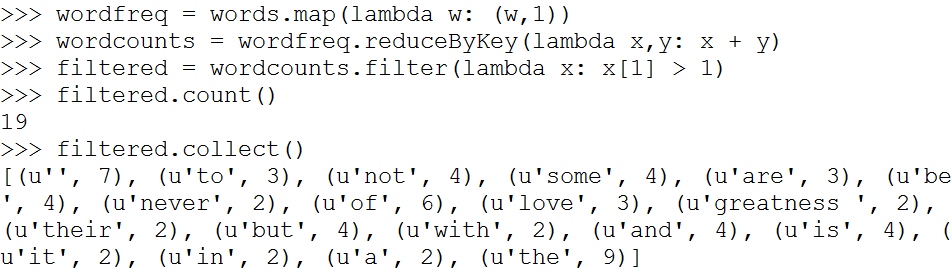 >>> wordfreq = words.map(lambda w: (w,1))
>>> wordcounts = wordfreq.reduceByKey(lambda x,y: x + y)
>>> filtered = wordcounts.filter(lambda x: x[1] > 1)
>>> filtered.count()
19
>>> filtered.collect()
[(u'', 7), (u'to', 3), (u'not', 4), (u'some', 4), (u'are', 3), (u'be
', 4), (u'never', 2), (u'of', 6), (u'love', 3), (u'greatness ', 2),
(u'their', 2), (u'but', 4), (u'with', 2), (u'and', 4), (u'is', 4), (
u'it', 2), (u'in', 2), (u'a', 2), (u'the', 9)]